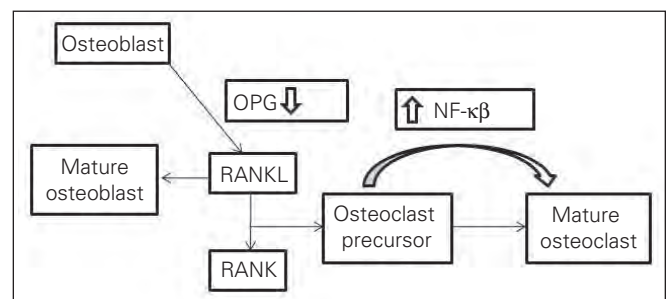 Osteoblast
OPG
NF-κβ
Mature
osteoblast
RANKL
Osteoclast
precursor
Mature
osteoclast
RANK